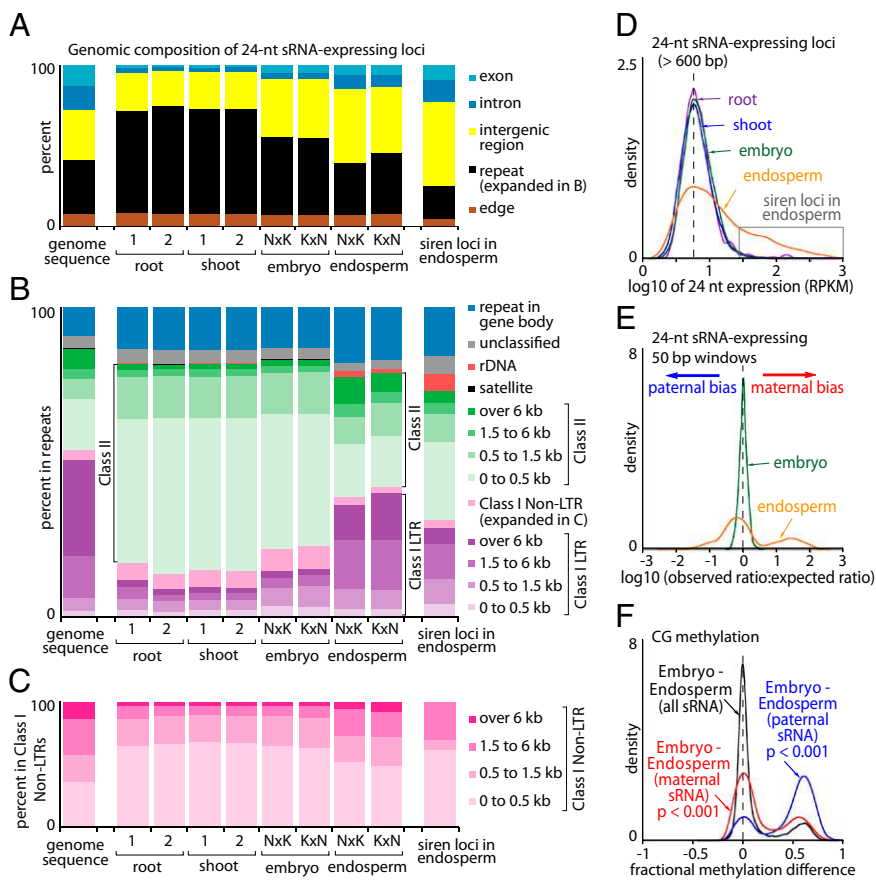 A
Genomic composition of 24-nt sRNA-expressing loci
100
percent
0
exon
intron
intergenic
region
repeat
(expanded in B)
edge
genome
sequence
1 2 1 2 NxK KxN NxK KxN
root shoot embryo endosperm
siren loci in
endosperm
B
100
percent in repeats
0
Class II
Class II
Class I LTR
repeat in
gene body
unclassified
rDNA
satellite
over 6 kb
1.5 to 6 kb
0.5 to 1.5 kb
0 to 0.5 kb
Class II
Class I Non-LTR
(expanded in C)
over 6 kb
1.5 to 6 kb
0.5 to 1.5 kb
0 to 0.5 kb
Class I LTR
genome
sequence
1 2 1 2 NxK KxN NxK KxN
root shoot embryo endosperm
siren loci in
endosperm
C
100
percent in Class I
Non-LTRs
0
over 6 kb
1.5 to 6 kb
0.5 to 1.5 kb
0 to 0.5 kb
Class I Non-LTR
genome
sequence
1 2 1 2 NxK KxN NxK KxN
root shoot embryo endosperm
siren loci in
endosperm
D
24-nt sRNA-expressing loci
(> 600 bp)
2.5
density
0
root
shoot
embryo
endosperm
siren loci in
endosperm
0 1 2 3
log10 of 24 nt expression (RPKM)
E
24-nt sRNA-expressing
50 bp windows
8
density
0
paternal bias
maternal bias
embryo
endosperm
-3 -2 -1 0 1 2 3
log10 (observed ratio:expected ratio)
F
CG methylation
8
density
0
Embryo -
Endosperm
(all sRNA)
Embryo -
Endosperm
(paternal
sRNA)
p < 0.001
Embryo -
Endosperm
(maternal
sRNA)
p < 0.001
-1 -0.5 0 0.5 1
fractional methylation difference